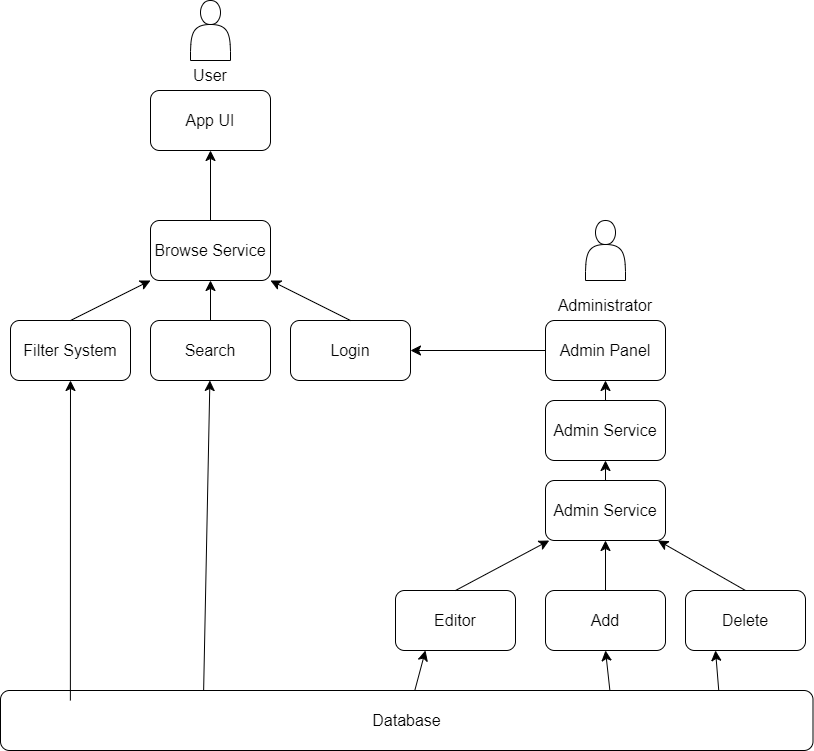 User
App UI
Browse Service
Administrator
Filter System
Search
Login
Admin Panel
Admin Service
Admin Service
Editor
Add
Delete
Database